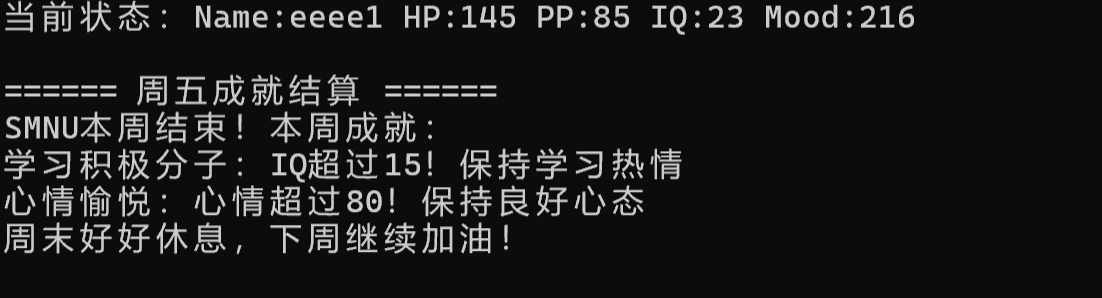 当前状态：Name:eeee1 HP:145 PP:85 IQ:23 Mood:216
====== 周五成就结算 ======
SMNU本周结束！本周成就：
学习积极分子：IQ超过15！保持学习热情
心情愉悦：心情超过80！保持良好心态
周末好好休息，下周继续加油！